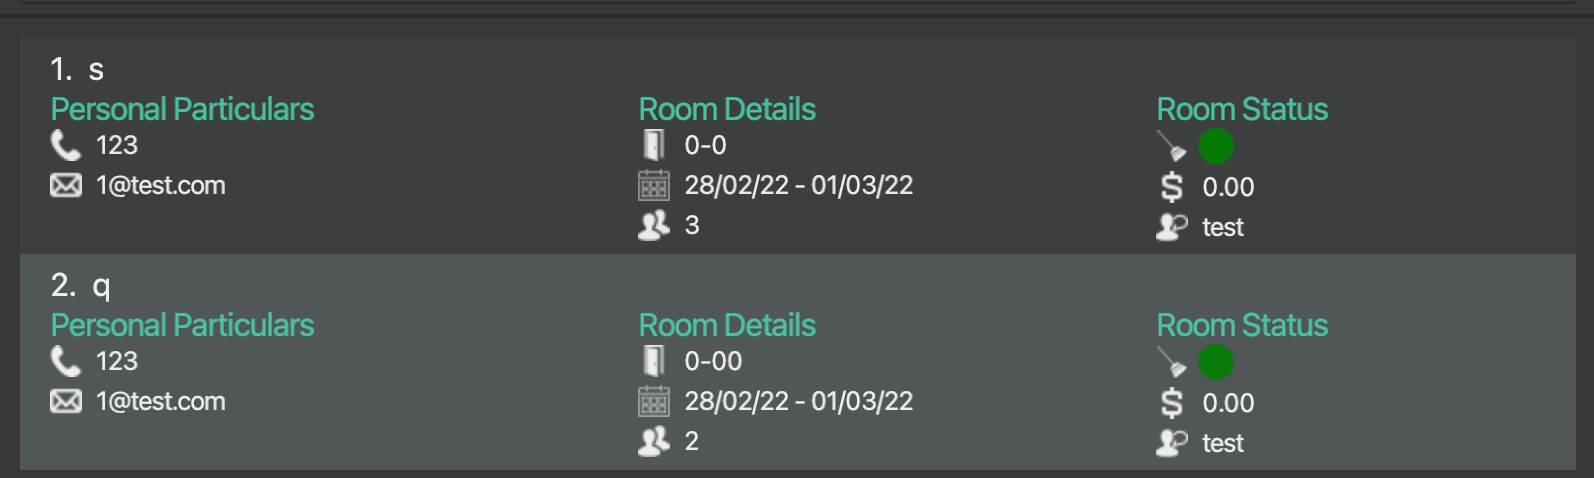 1. s
Personal Particulars
Room Details
Room Status
123
0-0
1@test.com
28/02/22 - 01/03/22
$ 0.00
3
test
2. q
Personal Particulars
Room Details
Room Status
123
0-00
1@test.com
28/02/22 - 01/03/22
$ 0.00
2
test